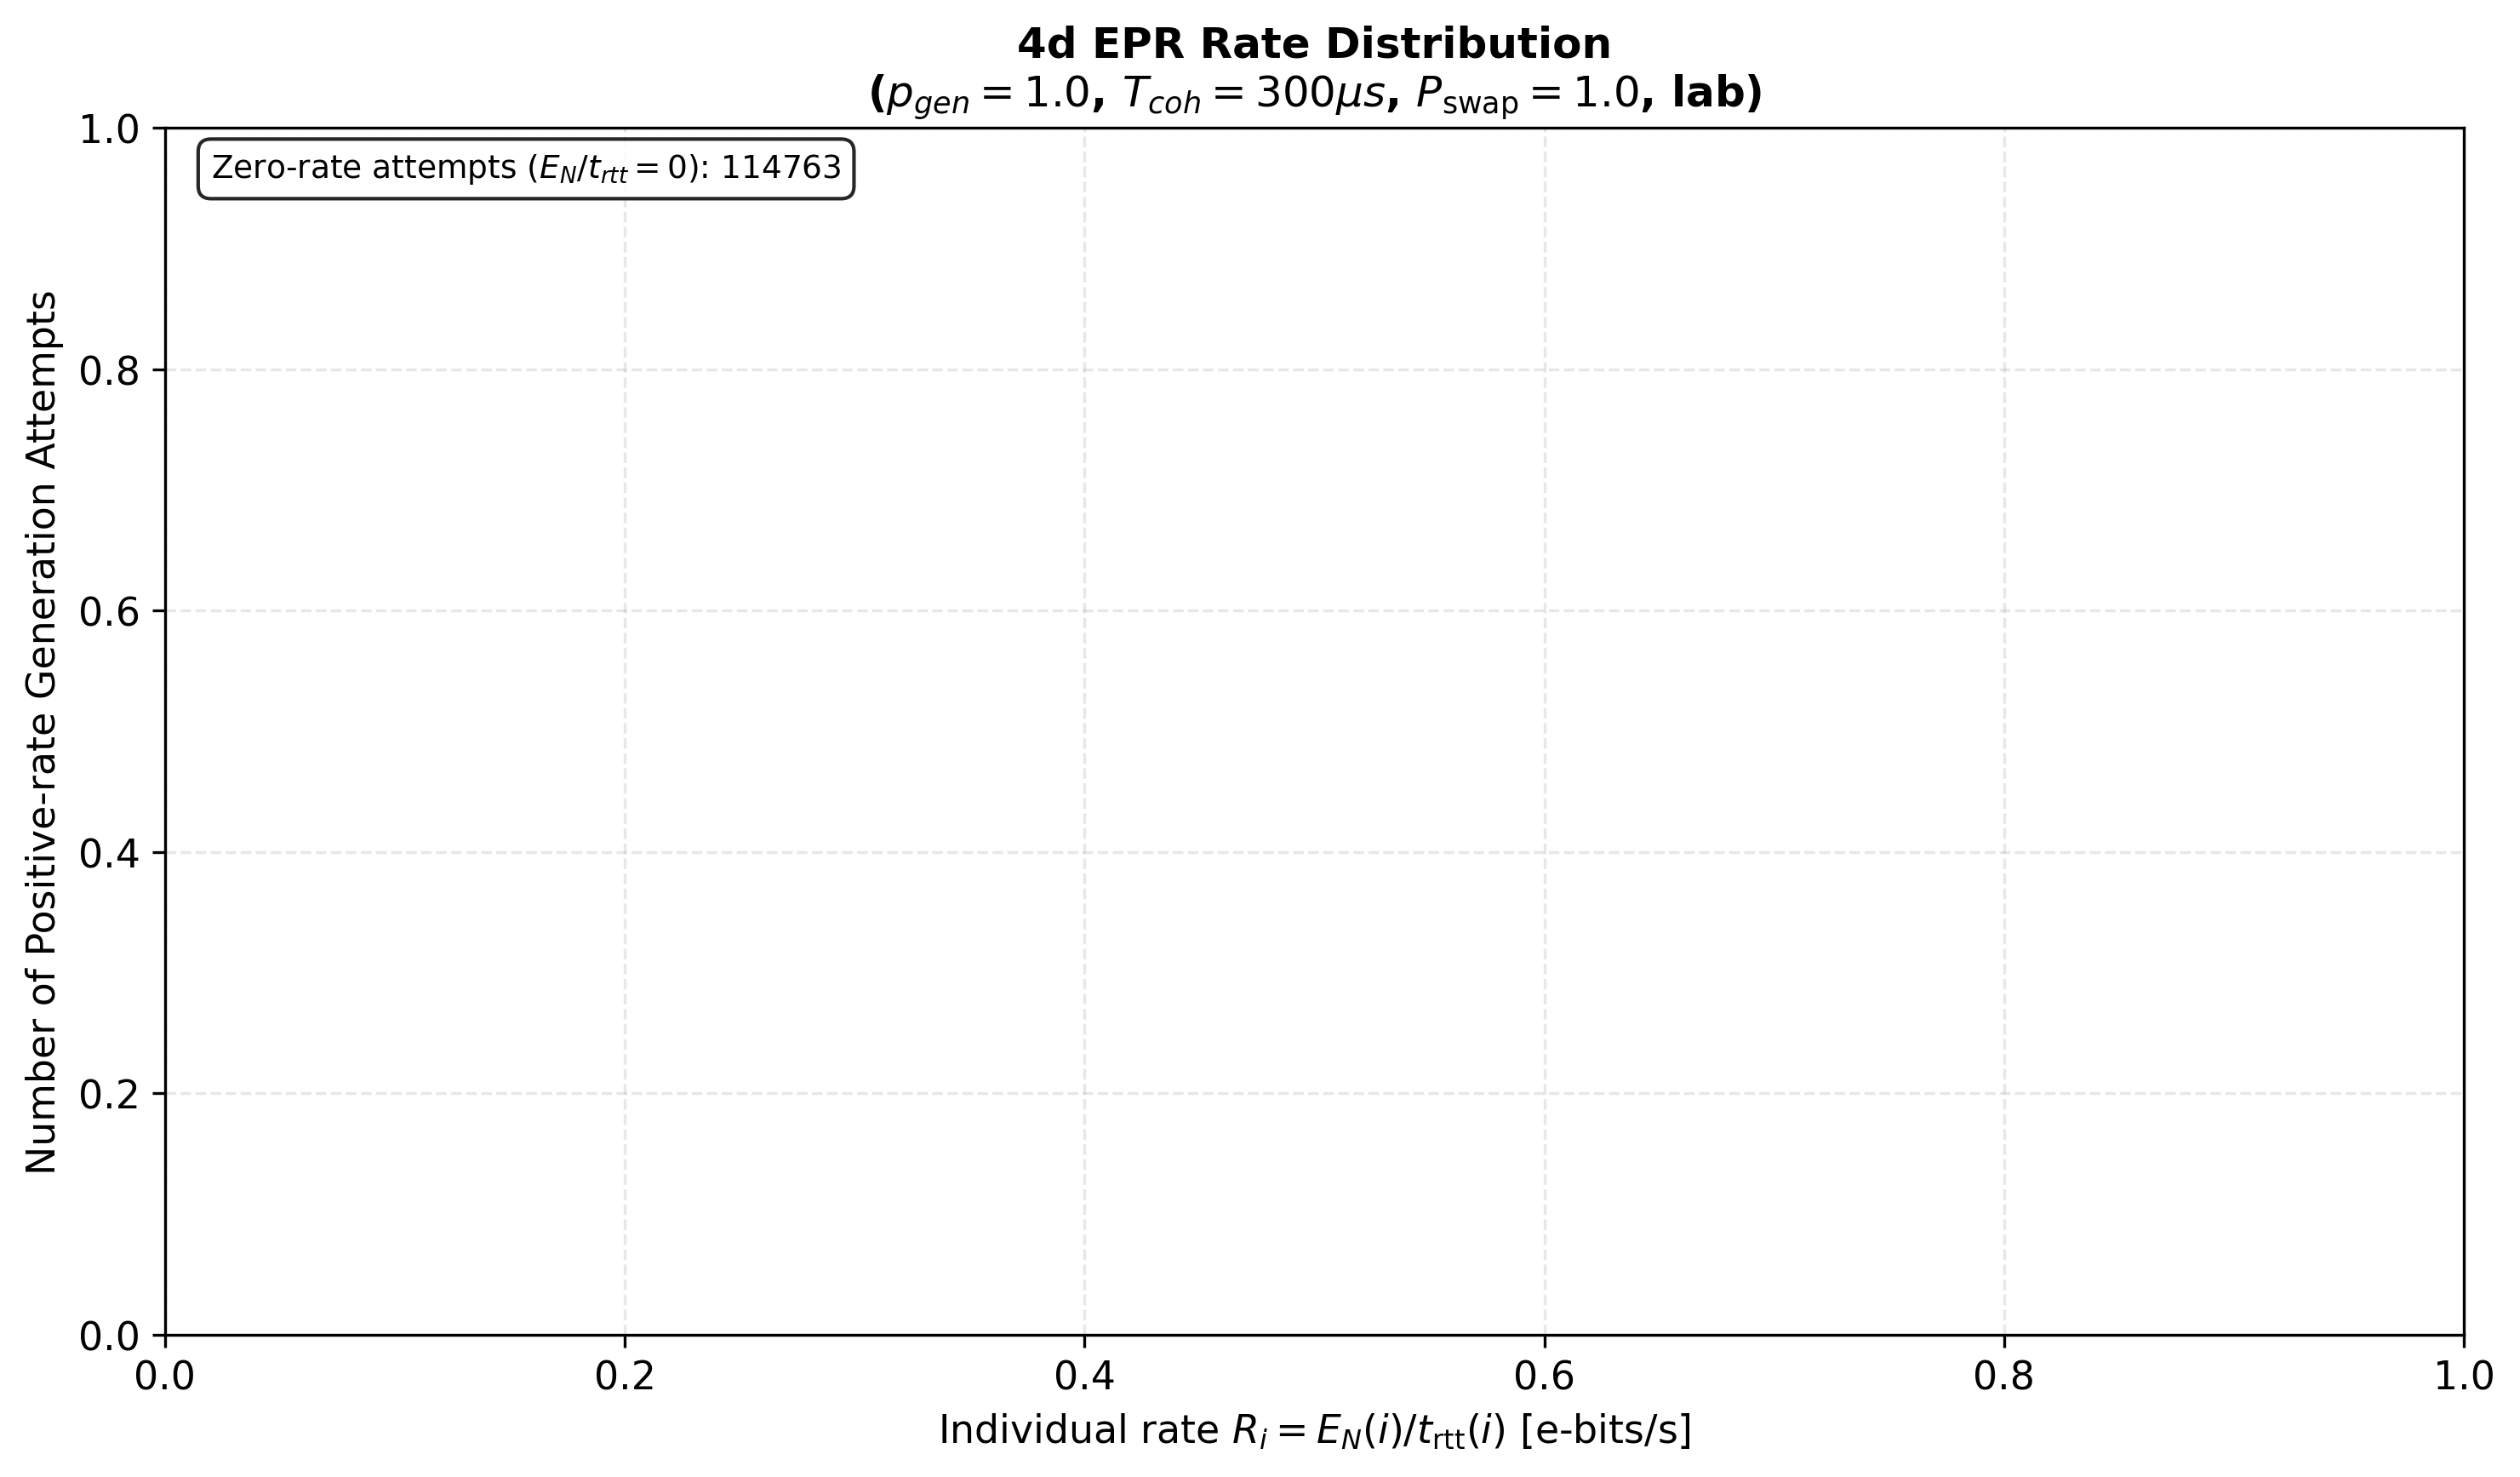 4d EPR Rate Distribution
(p_gen = 1.0, T_coh = 300μs, P_swap = 1.0, lab)
Zero-rate attempts (E_N/t_rtt = 0): 114763
Number of Positive-rate Generation Attempts
1.0
0.8
0.6
0.4
0.2
0.0
0.0 0.2 0.4 0.6 0.8 1.0
Individual rate R_i = E_N(i)/t_rtt(i) [e-bits/s]